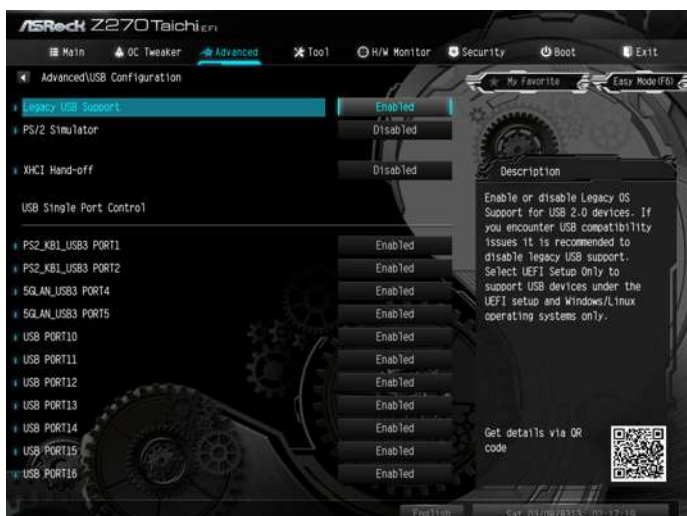 ASRock Z270 Taichi EFI
Main OC Tweaker Advanced Tool H/W Monitor Security Boot Exit
Advanced\USB Configuration
My Favorite Easy Mode(F6)
Legacy USB Support Enabled
PS/2 Simulator Disabled
XHCI Hand-off Disabled
USB Single Port Control
PS2_KB1_USB3 PORT1 Enabled
PS2_KB1_USB3 PORT2 Enabled
5GLAN_USB3 PORT4 Enabled
5GLAN_USB3 PORT5 Enabled
USB PORT10 Enabled
USB PORT11 Enabled
USB PORT12 Enabled
USB PORT13 Enabled
USB PORT14 Enabled
USB PORT15 Enabled
USB PORT16 Enabled
Description
Enable or disable Legacy OS
Support for USB 2.0 devices. If
you encounter USB compatibility
issues it is recommended to
disable legacy USB support.
Select UEFI Setup Only to
support USB devices under the
UEFI setup and Windows/Linux
operating systems only.
Get details via QR
code
English Sat